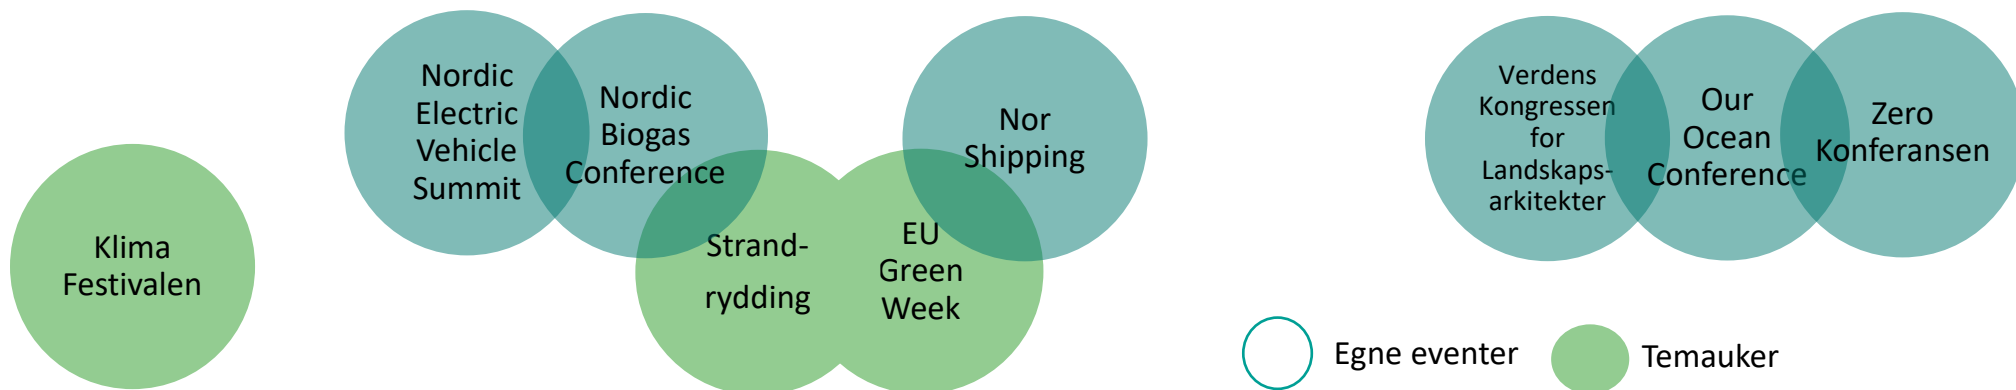 Klima
Festivalen
Nordic
Electric
Vehicle
Summit
Nordic
Biogas
Conference
Strand-
rydding
EU
Green
Week
Nor
Shipping
Verdens
Kongressen
for
Landskaps-
arkitekter
Our
Ocean
Conference
Zero
Konferansen
Egne eventer
Temauker